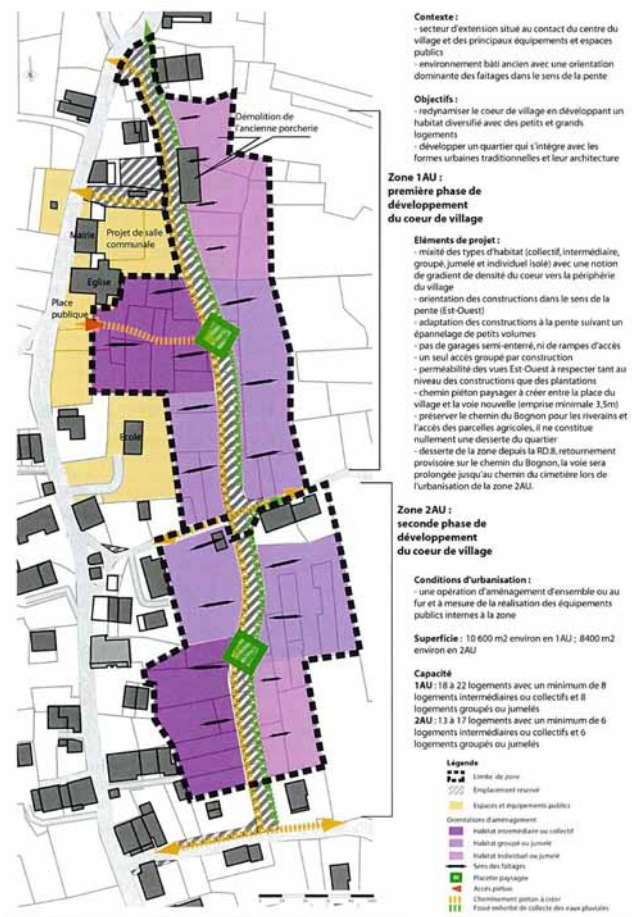 Contexte :
- secteur d'extension situé au contact du centre du
village et des principaux équipements et espaces
publics
- environnement bâti ancien avec une orientation
dominante des faitages dans le sens de la pente
Objectifs :
- redynamiser le coeur de village en développant un
habitat diversifié avec des petits et grands
logements
- développer un quartier qui s'intègre avec les
formes urbaines traditionnelles et leur architecture
Démolition de
l'ancienne porcherie
Zone 1AU :
première phase de
développement
du coeur de village
Mairie
Projet de salle
communale
Eglise
Place
publique
Ecole
Eléments de projet :
- mixité des types d'habitat (collectif, intermédiaire,
groupé, jumelé et individuel isolé) avec une notion
de gradient de densité du coeur vers la périphérie
du village
- orientation des constructions dans le sens de la
pente (Est-Ouest)
- adaptation des constructions à la pente suivant un
épannelage de petits volumes
- pas de garages semi-enterré, ni de rampes d'accès
- un seul accès groupé par construction
- perméabilité des vues Est-Ouest à respecter tant au
niveau des constructions que des plantations
- chemin piéton paysager à créer entre la place du
village et la voie nouvelle (emprise minimale 3,5m)
- préserver le chemin du Bognon pour les riverains et
l'accès des parcelles agricoles, il ne constitue
nullement une desserte du quartier
- desserte de la zone depuis la RD.8, retournement
provisoire sur le chemin du Bognon, la voie sera
prolongée jusqu'au chemin du cimetière lors de
l'urbanisation de la zone 2AU.
Zone 2AU :
seconde phase de
développement
du coeur de village
Conditions d'urbanisation :
- une opération d'aménagement d'ensemble ou au
fur et à mesure de la réalisation des équipements
publics internes à la zone
Superficie : 10 600 m2 environ en 1AU ; 8400 m2
environ en 2AU
Capacité
1AU : 18 à 22 logements avec un minimum de 8
logements intermédiaires ou collectifs et 8
logements groupés ou jumelés
2AU : 13 à 17 logements avec un minimum de 6
logements intermédiaires ou collectifs et 6
logements groupés ou jumelés
Légende
Limite de zone
Emplacement réservé
Espaces et équipements publics
Orientations d'aménagement
Habitat intermédiaire ou collectif
Habitat groupé ou jumelé
Habitat individuel ou jumelé
Sens des faîtages
Placette paysagée
Accès piéton
Cheminement piéton à créer
Fossé enherbé de collecte des eaux pluviales